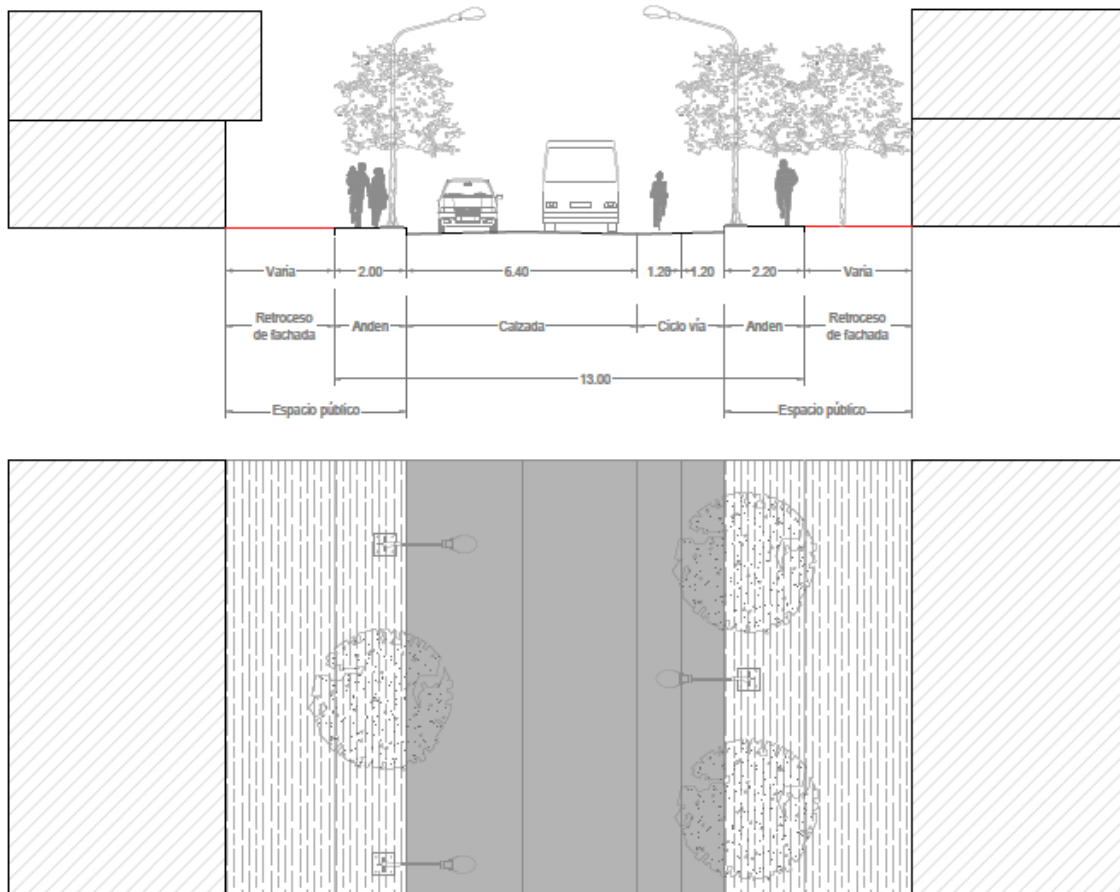 Varia 2.00 6.40 1.20 1.20 2.20 Varia
Retroceso
de fachada
Anden
Calzada
Ciclo vía
Anden
Retroceso
de fachada
13.00
Espacio público
Espacio público